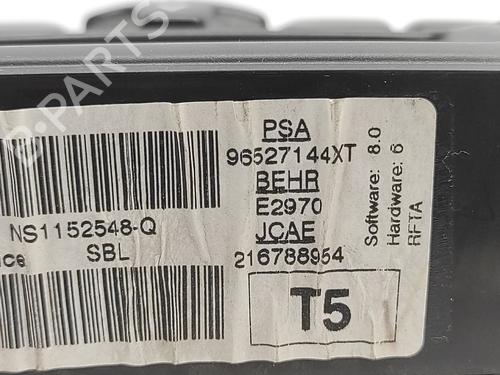 B-PARTS
PSA
96527144XT
BEHR
E2970
JCAE
216788954
T5
NS1152548-Q
SBL
Software: 8.0
Hardware: 6
RFTA